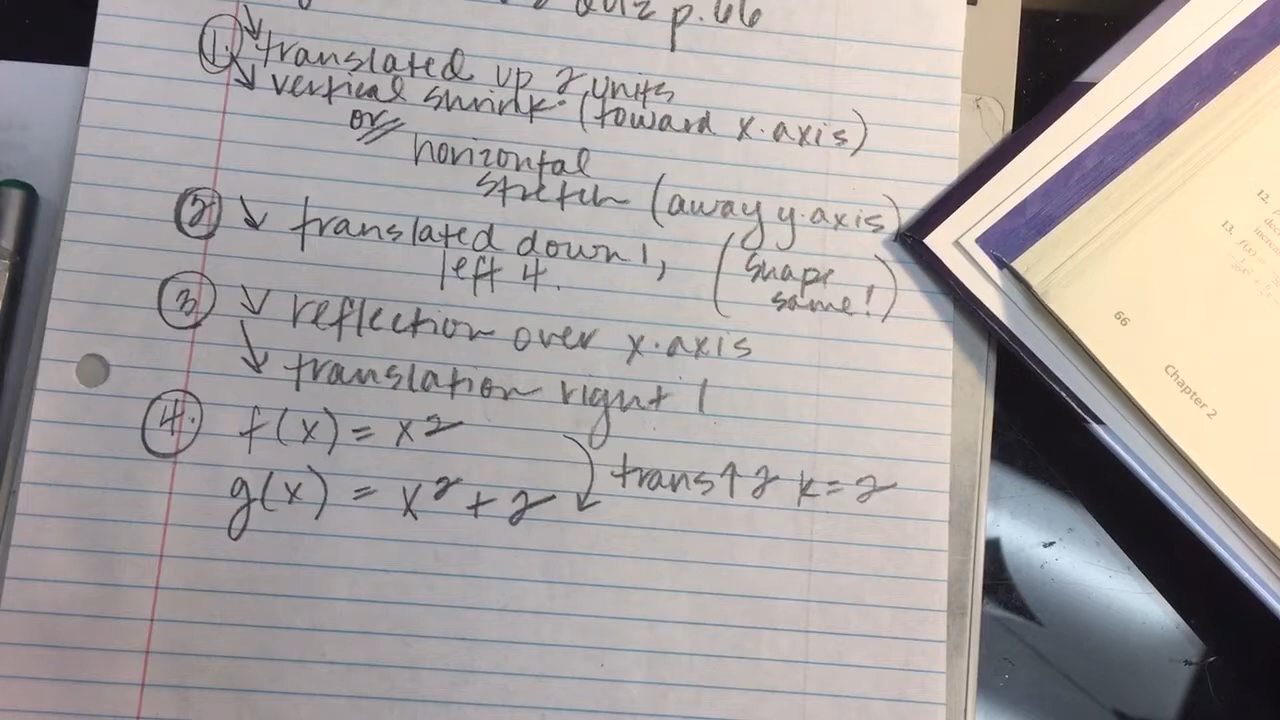 Quiz p.66
① ↘ translated up 2 units
↘ vertical shrink. (toward x.axis)
or
horizontal
stretch (away y.axis)
② ↘ translated down 1,
left 4.
(shape
same!)
③ ↘ reflection over x.axis
↘ translation right 1
④. f(x) = x²
g(x) = x² + 2
trans↑2 k=2
12.
13. f(x) =
66
Chapter 2